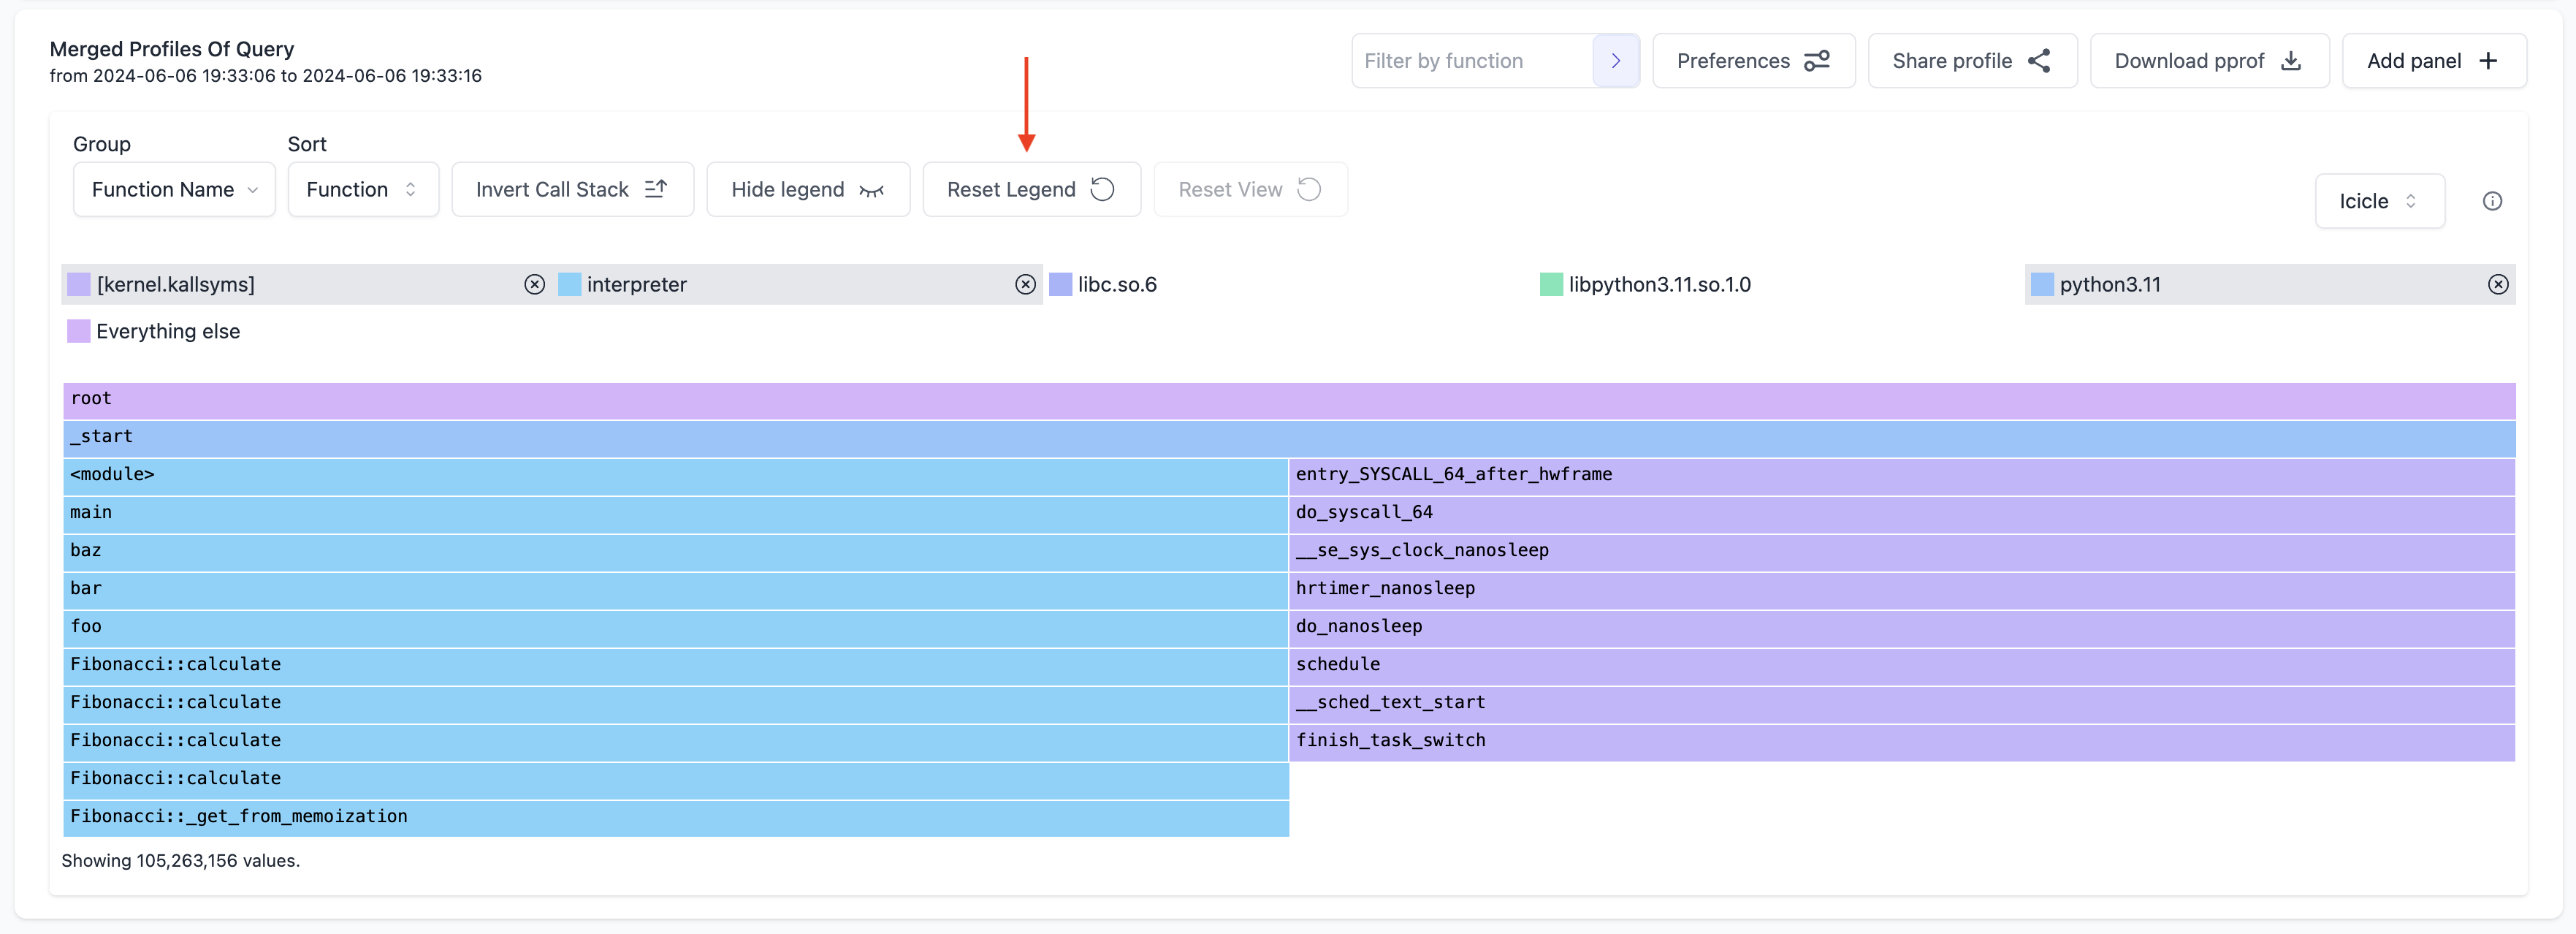 Merged Profiles Of Query
from 2024-06-06 19:33:06 to 2024-06-06 19:33:16
Filter by function
Preferences
Share profile
Download pprof
Add panel
Group
Sort
Function Name
Function
Invert Call Stack
Hide legend
Reset Legend
Reset View
Icicle
[kernel.kallsyms]
interpreter
libc.so.6
libpython3.11.so.1.0
python3.11
Everything else
root
_start
<module>
entry_SYSCALL_64_after_hwframe
main
do_syscall_64
baz
__se_sys_clock_nanosleep
bar
hrtimer_nanosleep
foo
do_nanosleep
Fibonacci::calculate
schedule
Fibonacci::calculate
__sched_text_start
Fibonacci::calculate
finish_task_switch
Fibonacci::calculate
Fibonacci::_get_from_memoization
Showing 105,263,156 values.